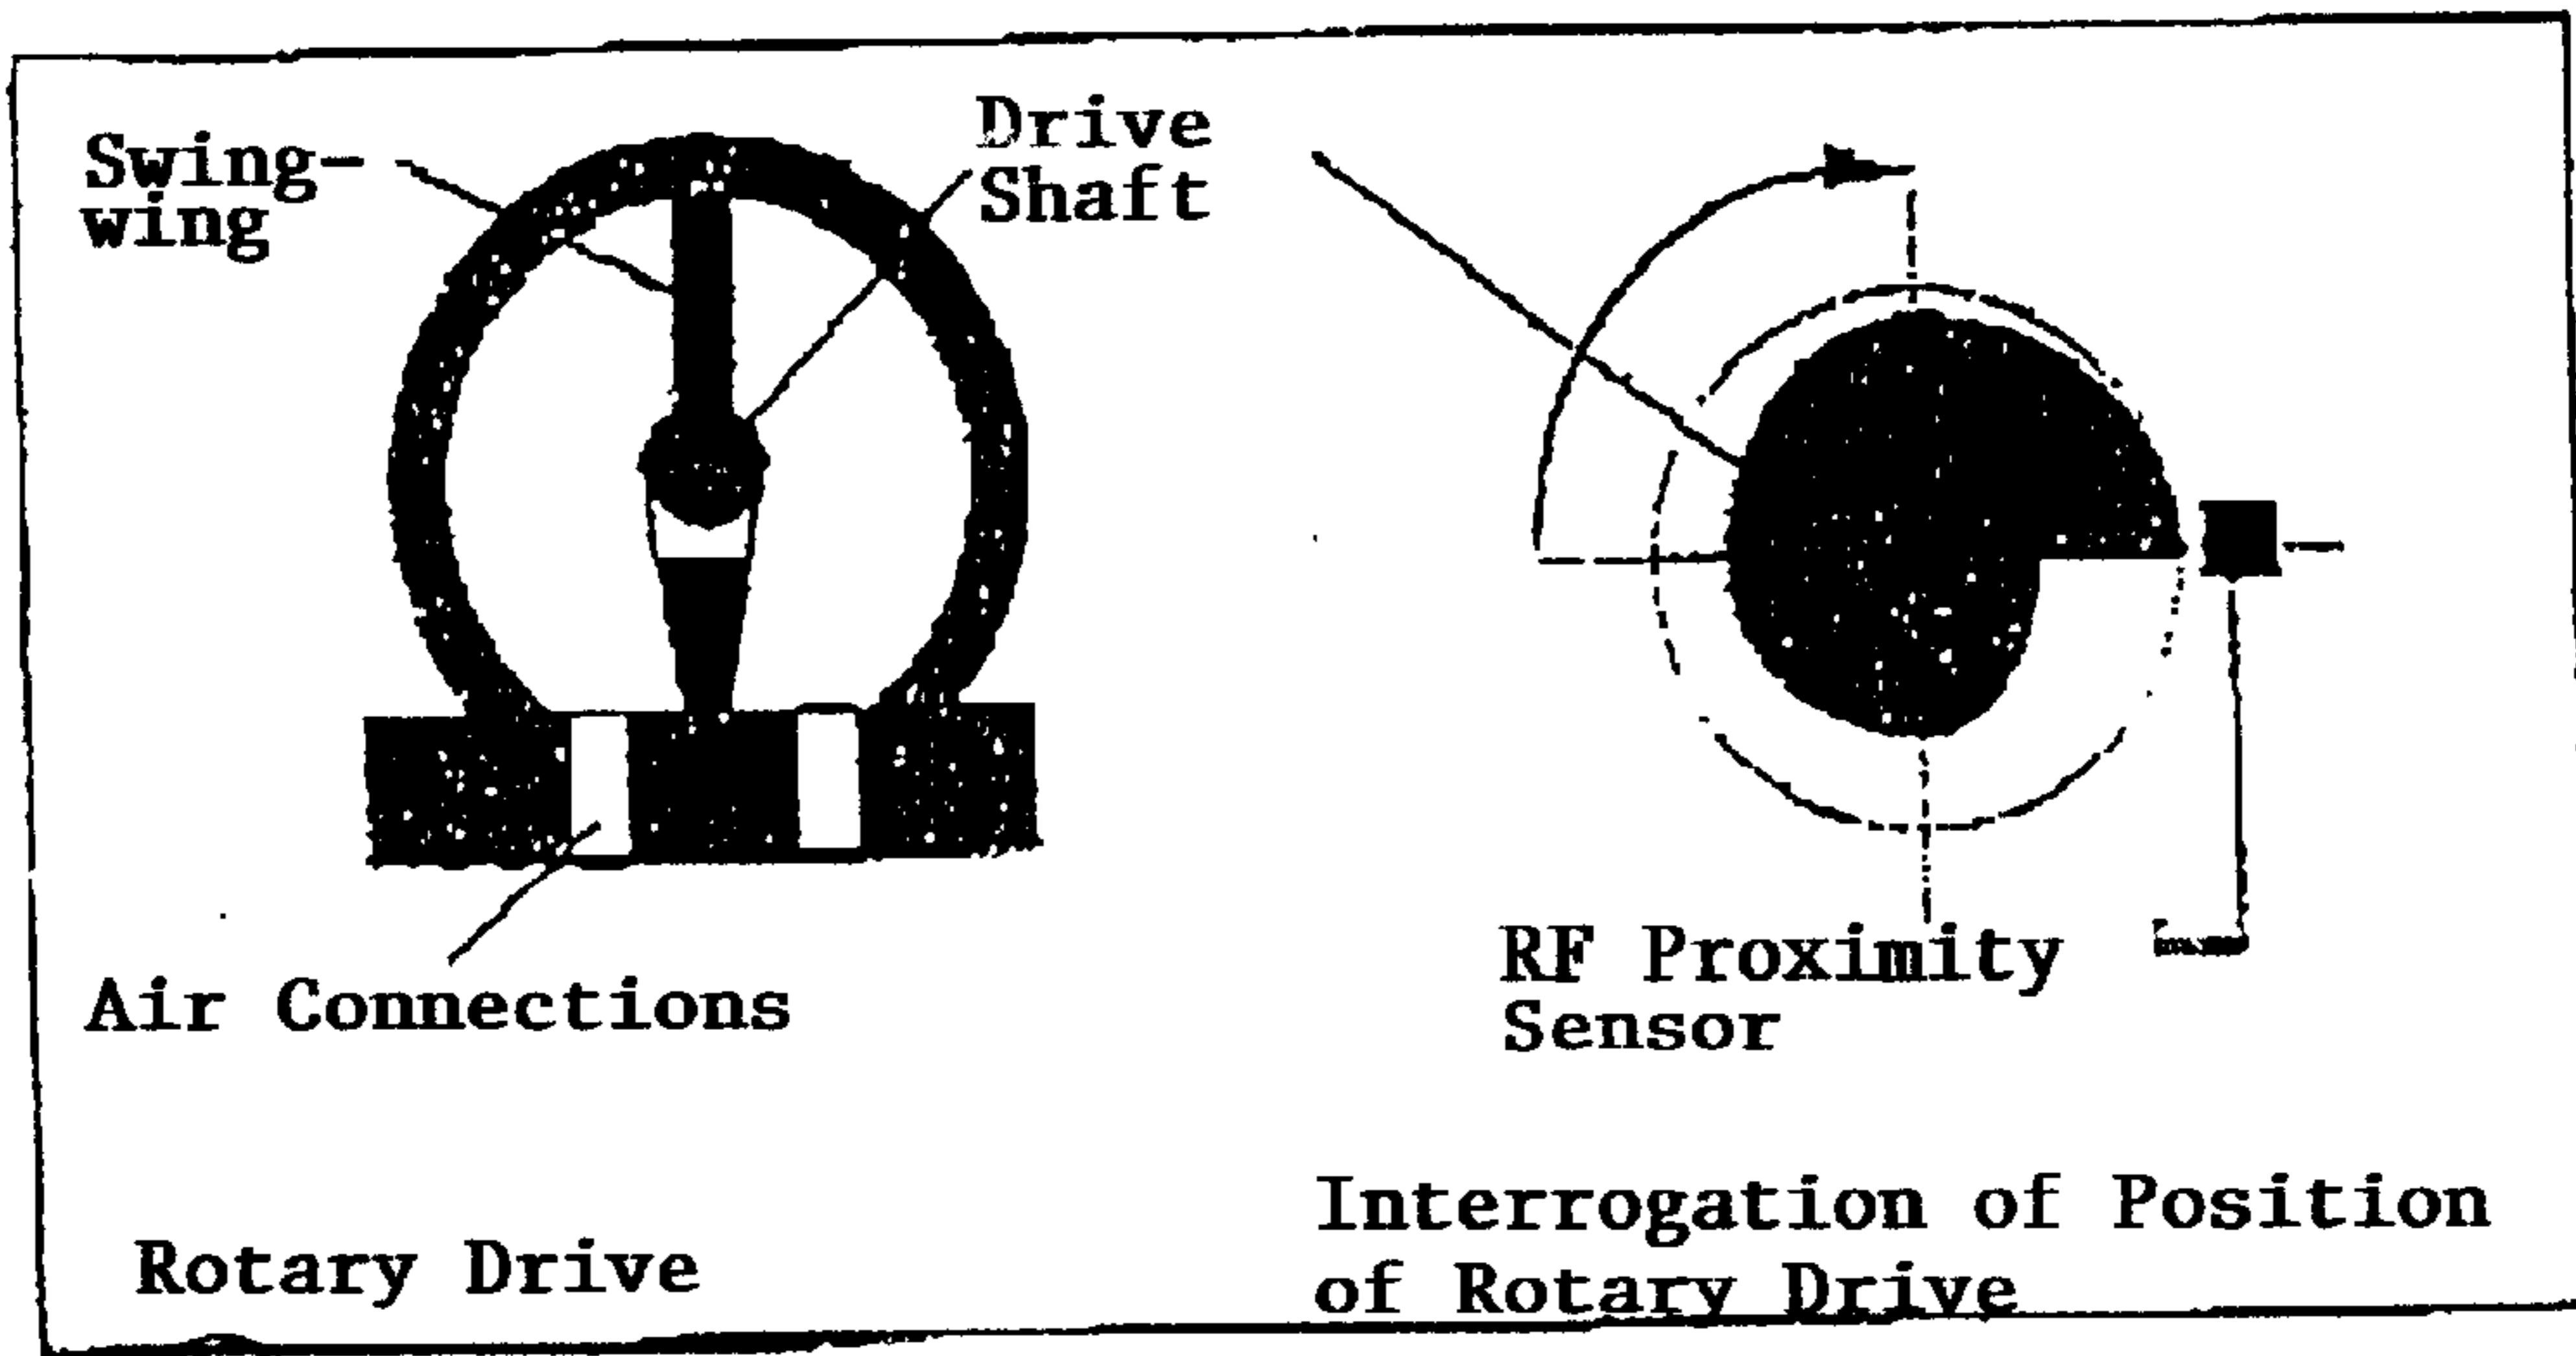 Swing-
wing
Drive
Shaft
Air Connections
RF Proximity
Sensor
Rotary Drive
Interrogation of Position
of Rotary Drive